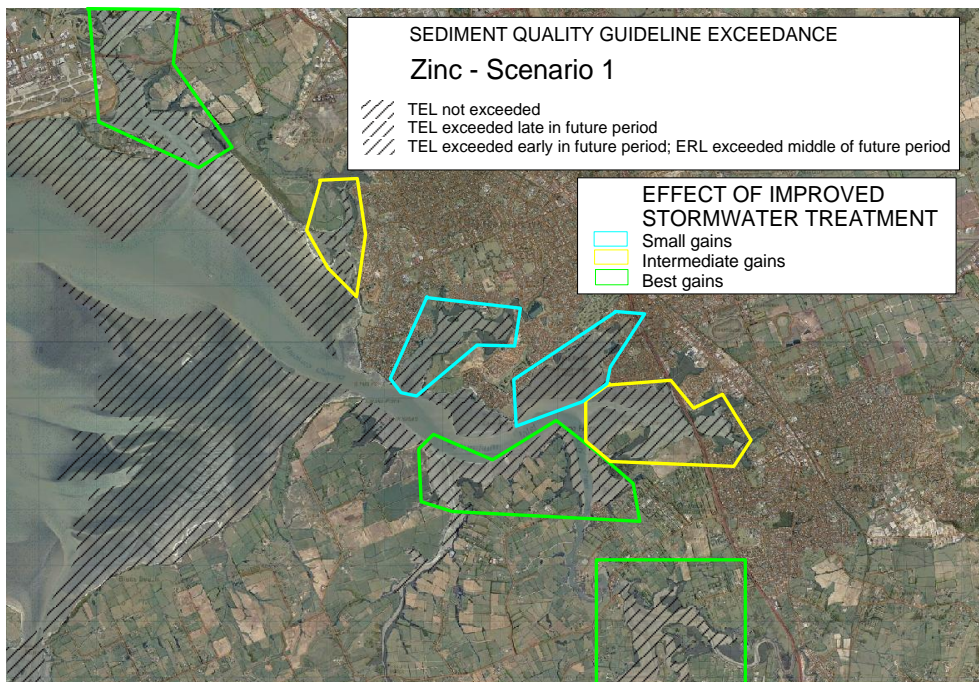 SEDIMENT QUALITY GUIDELINE EXCEEDANCE
Zinc - Scenario 1
TEL not exceeded
TEL exceeded late in future period
TEL exceeded early in future period; ERL exceeded middle of future period
EFFECT OF IMPROVED
STORMWATER TREATMENT
Small gains
Intermediate gains
Best gains